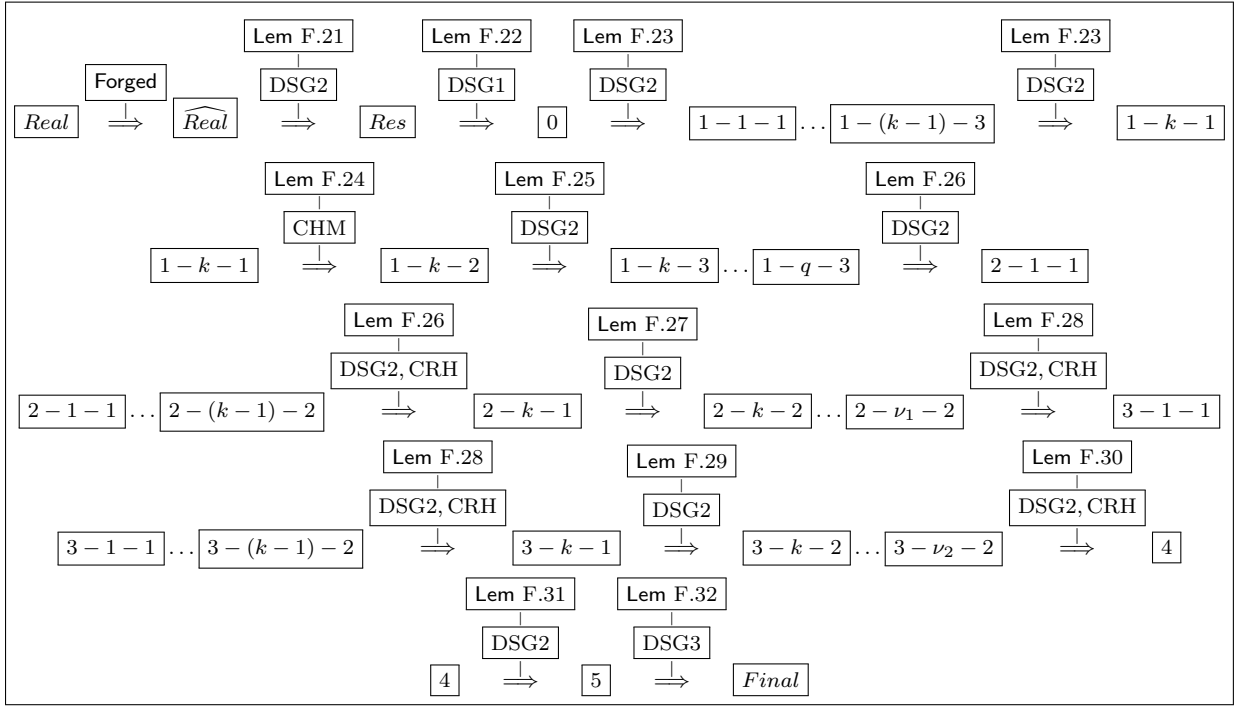 Lem F.21 Lem F.22 Lem F.23 Lem F.23
Forged DSG2 DSG1 DSG2 DSG2
Real ⟹ \widehat{Real} ⟹ Res ⟹ 0 ⟹ 1 − 1 − 1 ... 1 − (k − 1) − 3 ⟹ 1 − k − 1
Lem F.24 Lem F.25 Lem F.26
CHM DSG2 DSG2
1 − k − 1 ⟹ 1 − k − 2 ⟹ 1 − k − 3 ... 1 − q − 3 ⟹ 2 − 1 − 1
Lem F.26 Lem F.27 Lem F.28
DSG2, CRH DSG2 DSG2, CRH
2 − 1 − 1 ... 2 − (k − 1) − 2 ⟹ 2 − k − 1 ⟹ 2 − k − 2 ... 2 − ν₁ − 2 ⟹ 3 − 1 − 1
Lem F.28 Lem F.29 Lem F.30
DSG2, CRH DSG2 DSG2, CRH
3 − 1 − 1 ... 3 − (k − 1) − 2 ⟹ 3 − k − 1 ⟹ 3 − k − 2 ... 3 − ν₂ − 2 ⟹ 4
Lem F.31 Lem F.32
DSG2 DSG3
4 ⟹ 5 ⟹ Final